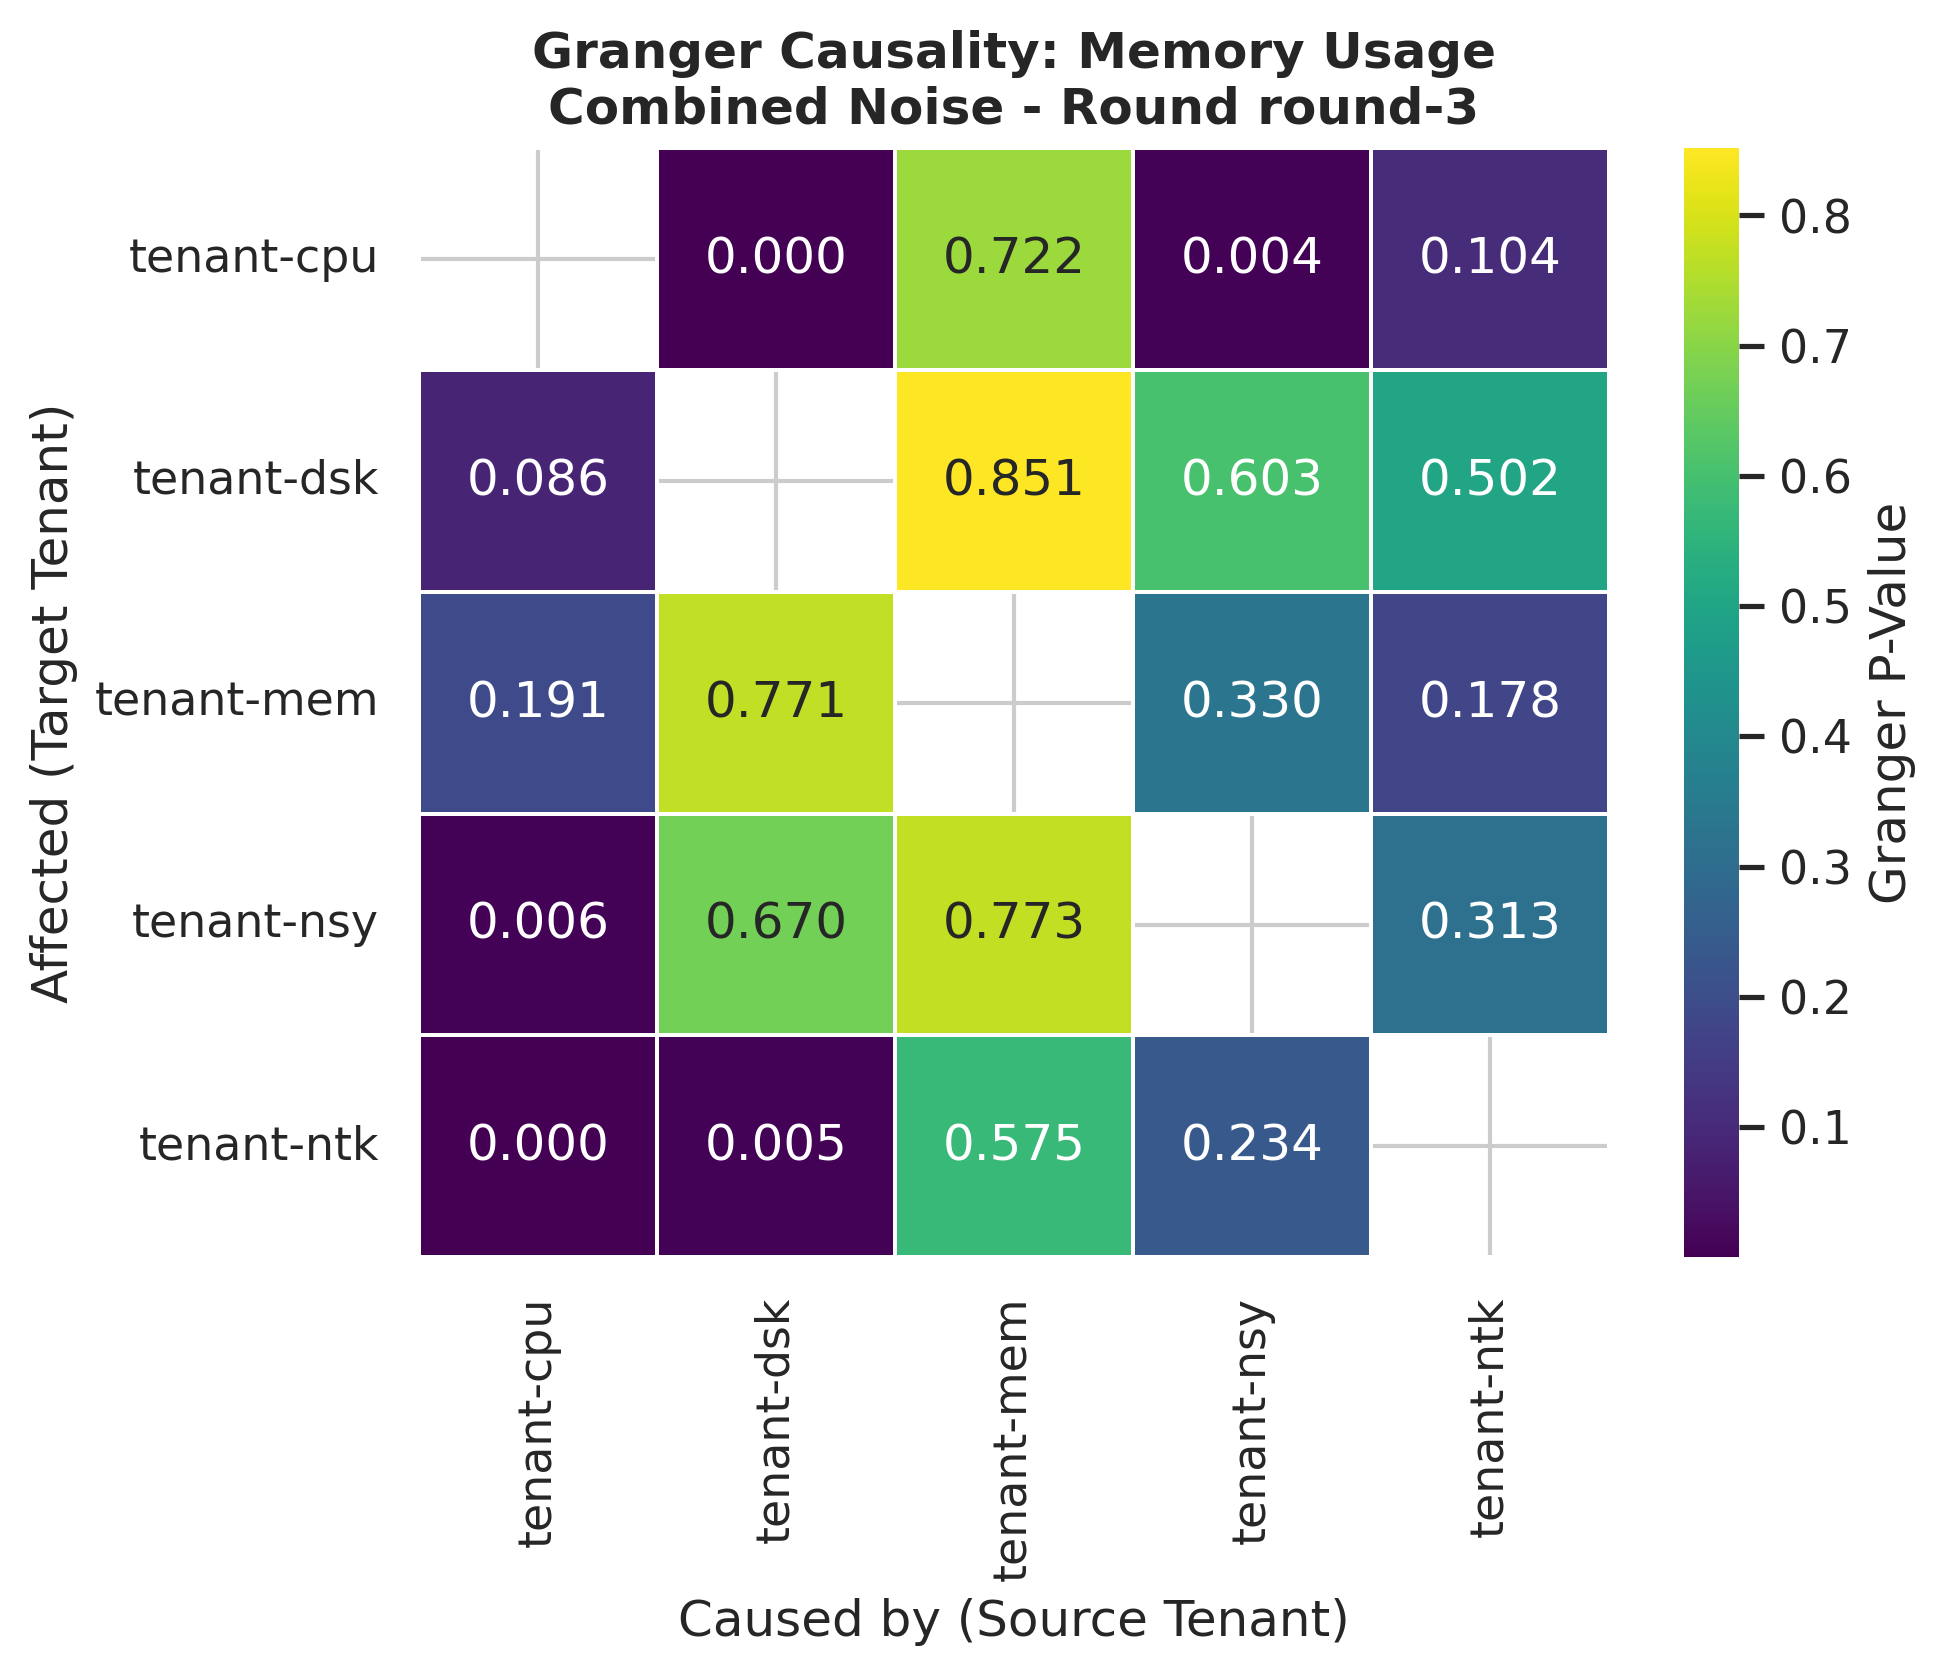 Granger Causality: Memory Usage
Combined Noise - Round round-3
Affected (Target Tenant)
tenant-cpu
0.000 0.722 0.004 0.104
tenant-dsk
0.086 0.851 0.603 0.502
tenant-mem
0.191 0.771 0.330 0.178
tenant-nsy
0.006 0.670 0.773 0.313
tenant-ntk
0.000 0.005 0.575 0.234
tenant-cpu
tenant-dsk
tenant-mem
tenant-nsy
tenant-ntk
Caused by (Source Tenant)
0.8
0.7
0.6
0.5
0.4
0.3
0.2
0.1
Granger P-Value